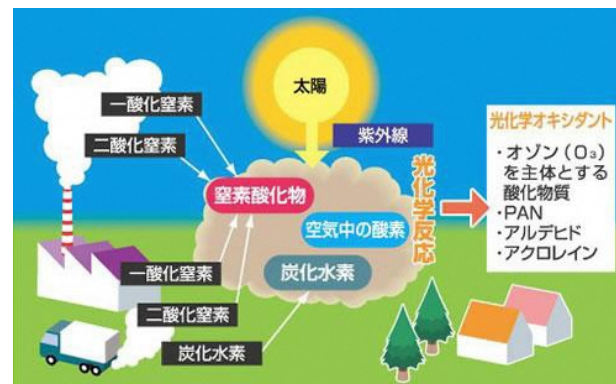 太陽
一酸化窒素
二酸化窒素
紫外線
窒素酸化物
空気中の酸素
光化学反応
炭化水素
一酸化窒素
二酸化窒素
炭化水素
光化学オキシダント
・オゾン(O₃)
を主体とする
酸化物質
・PAN
・アルデヒド
・アクロレイン